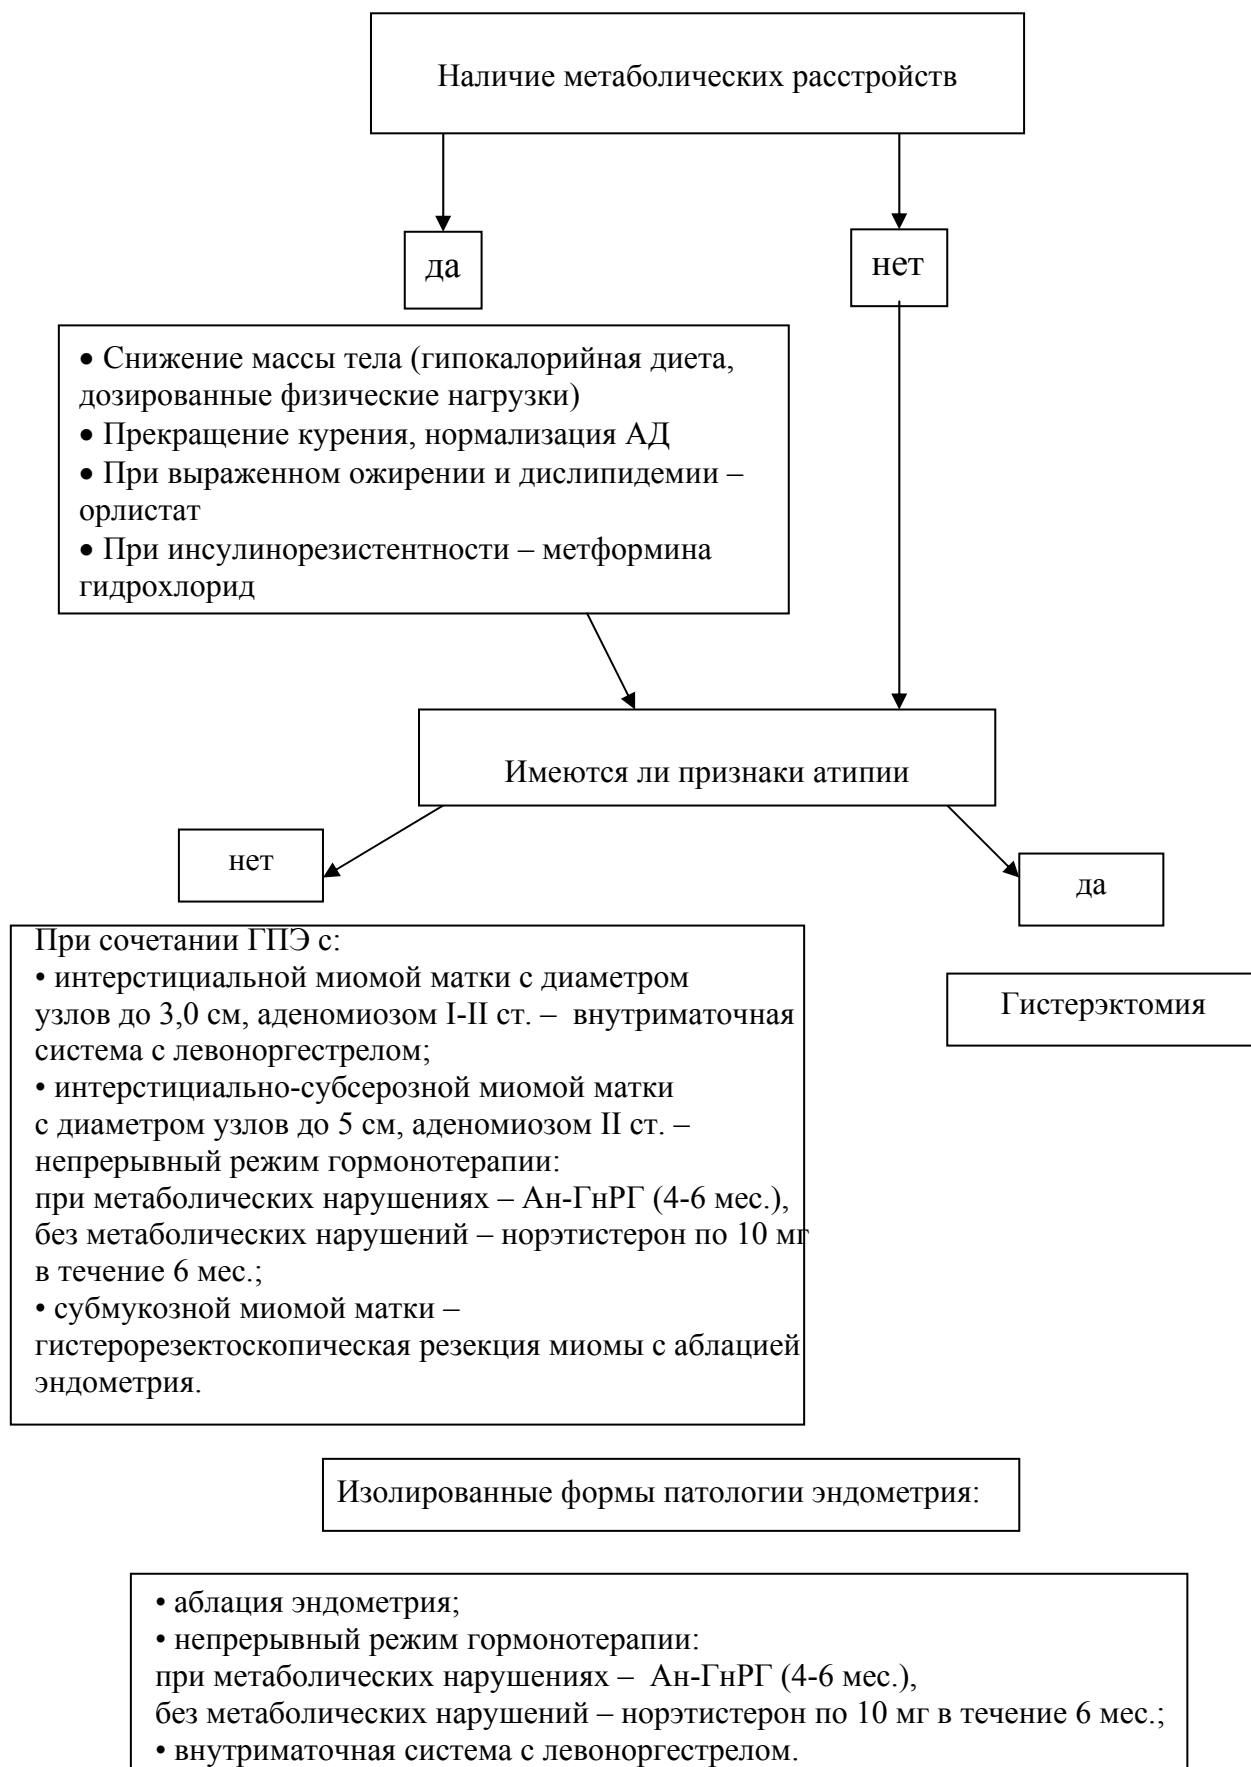 Наличие метаболических расстройств
да
нет
• Снижение массы тела (гипокалорийная диета,
дозированные физические нагрузки)
• Прекращение курения, нормализация АД
• При выраженном ожирении и дислипидемии –
орлистат
• При инсулинорезистентности – метформина
гидрохлорид
Имеются ли признаки атипии
нет
да
При сочетании ГПЭ с:
• интерстициальной миомой матки с диаметром
узлов до 3,0 см, аденомиозом I-II ст. – внутриматочная
система с левоноргестрелом;
• интерстициально-субсерозной миомой матки
с диаметром узлов до 5 см, аденомиозом II ст. –
непрерывный режим гормонотерапии:
при метаболических нарушениях – Ан-ГнРГ (4-6 мес.),
без метаболических нарушений – норэтистерон по 10 мг
в течение 6 мес.;
• субмукозной миомой матки –
гистерорезектоскопическая резекция миомы с аблацией
эндометрия.
Гистерэктомия
Изолированные формы патологии эндометрия:
• аблация эндометрия;
• непрерывный режим гормонотерапии:
при метаболических нарушениях – Ан-ГнРГ (4-6 мес.),
без метаболических нарушений – норэтистерон по 10 мг в течение 6 мес.;
• внутриматочная система с левоноргестрелом.